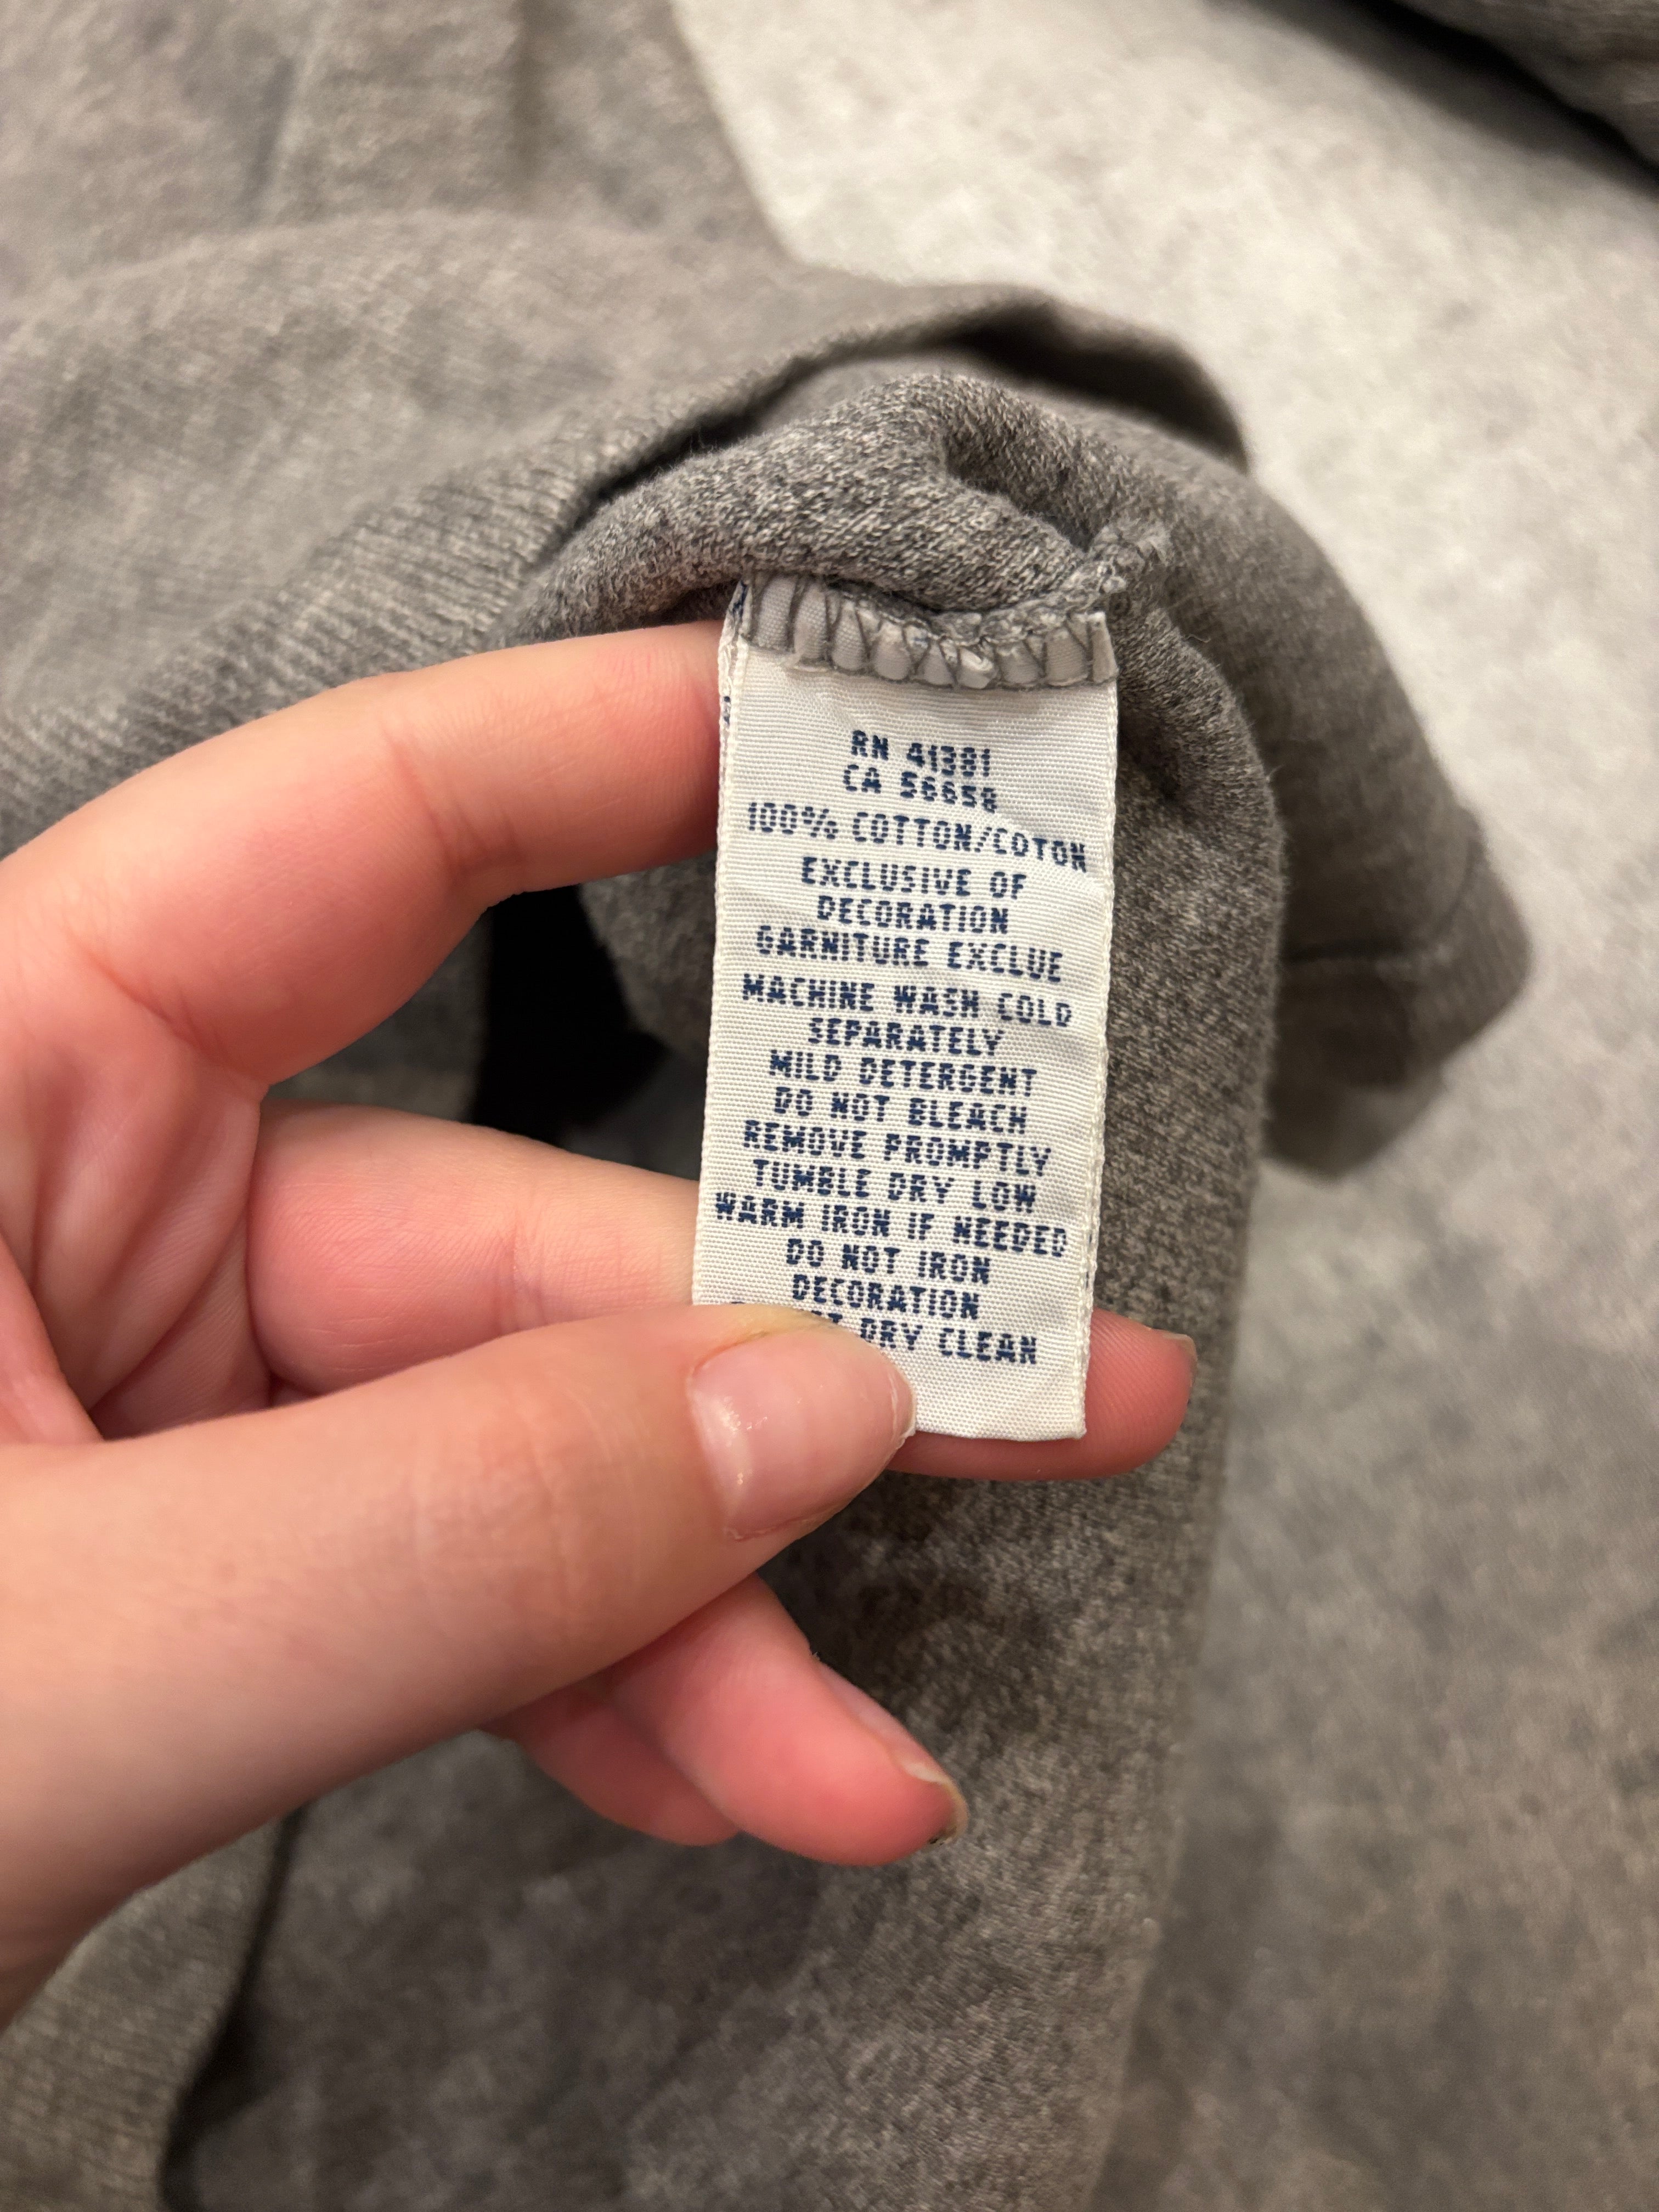 RN 41381
CA 56658
100% COTTON/COTON
EXCLUSIVE OF
DECORATION
GARNITURE EXCLUE
MACHINE WASH COLD
SEPARATELY
MILD DETERGENT
DO NOT BLEACH
REMOVE PROMPTLY
TUMBLE DRY LOW
WARM IRON IF NEEDED
DO NOT IRON
DECORATION
DRY CLEAN